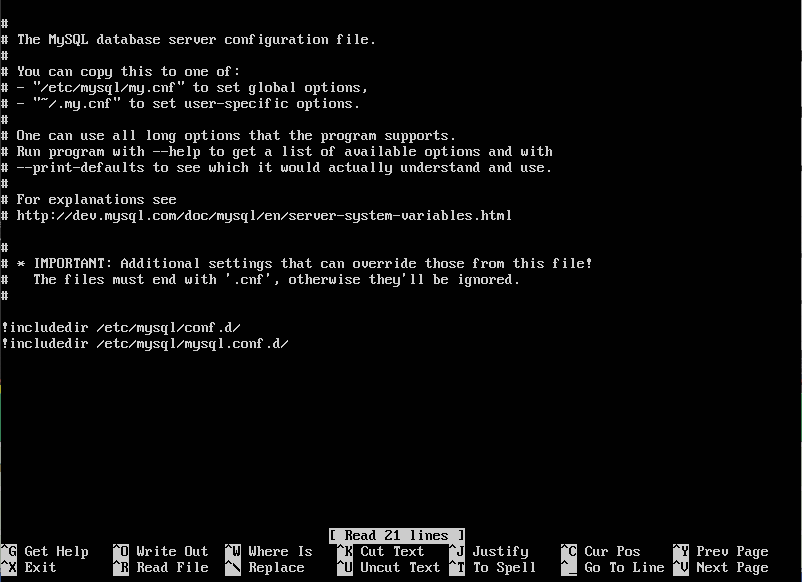 #
# The MySQL database server configuration file.
#
# You can copy this to one of:
# - "/etc/mysql/my.cnf" to set global options,
# - "~/.my.cnf" to set user-specific options.
#
# One can use all long options that the program supports.
# Run program with --help to get a list of available options and with
# --print-defaults to see which it would actually understand and use.
#
# For explanations see
# http://dev.mysql.com/doc/mysql/en/server-system-variables.html
#
# * IMPORTANT: Additional settings that can override those from this file!
#   The files must end with '.cnf', otherwise they'll be ignored.
#
!includedir /etc/mysql/conf.d/
!includedir /etc/mysql/mysql.conf.d/
[ Read 21 lines ]
^G Get Help ^O Write Out ^W Where Is ^K Cut Text ^J Justify ^C Cur Pos ^Y Prev Page
^X Exit ^R Read File ^\ Replace ^U Uncut Text ^T To Spell ^_ Go To Line ^V Next Page